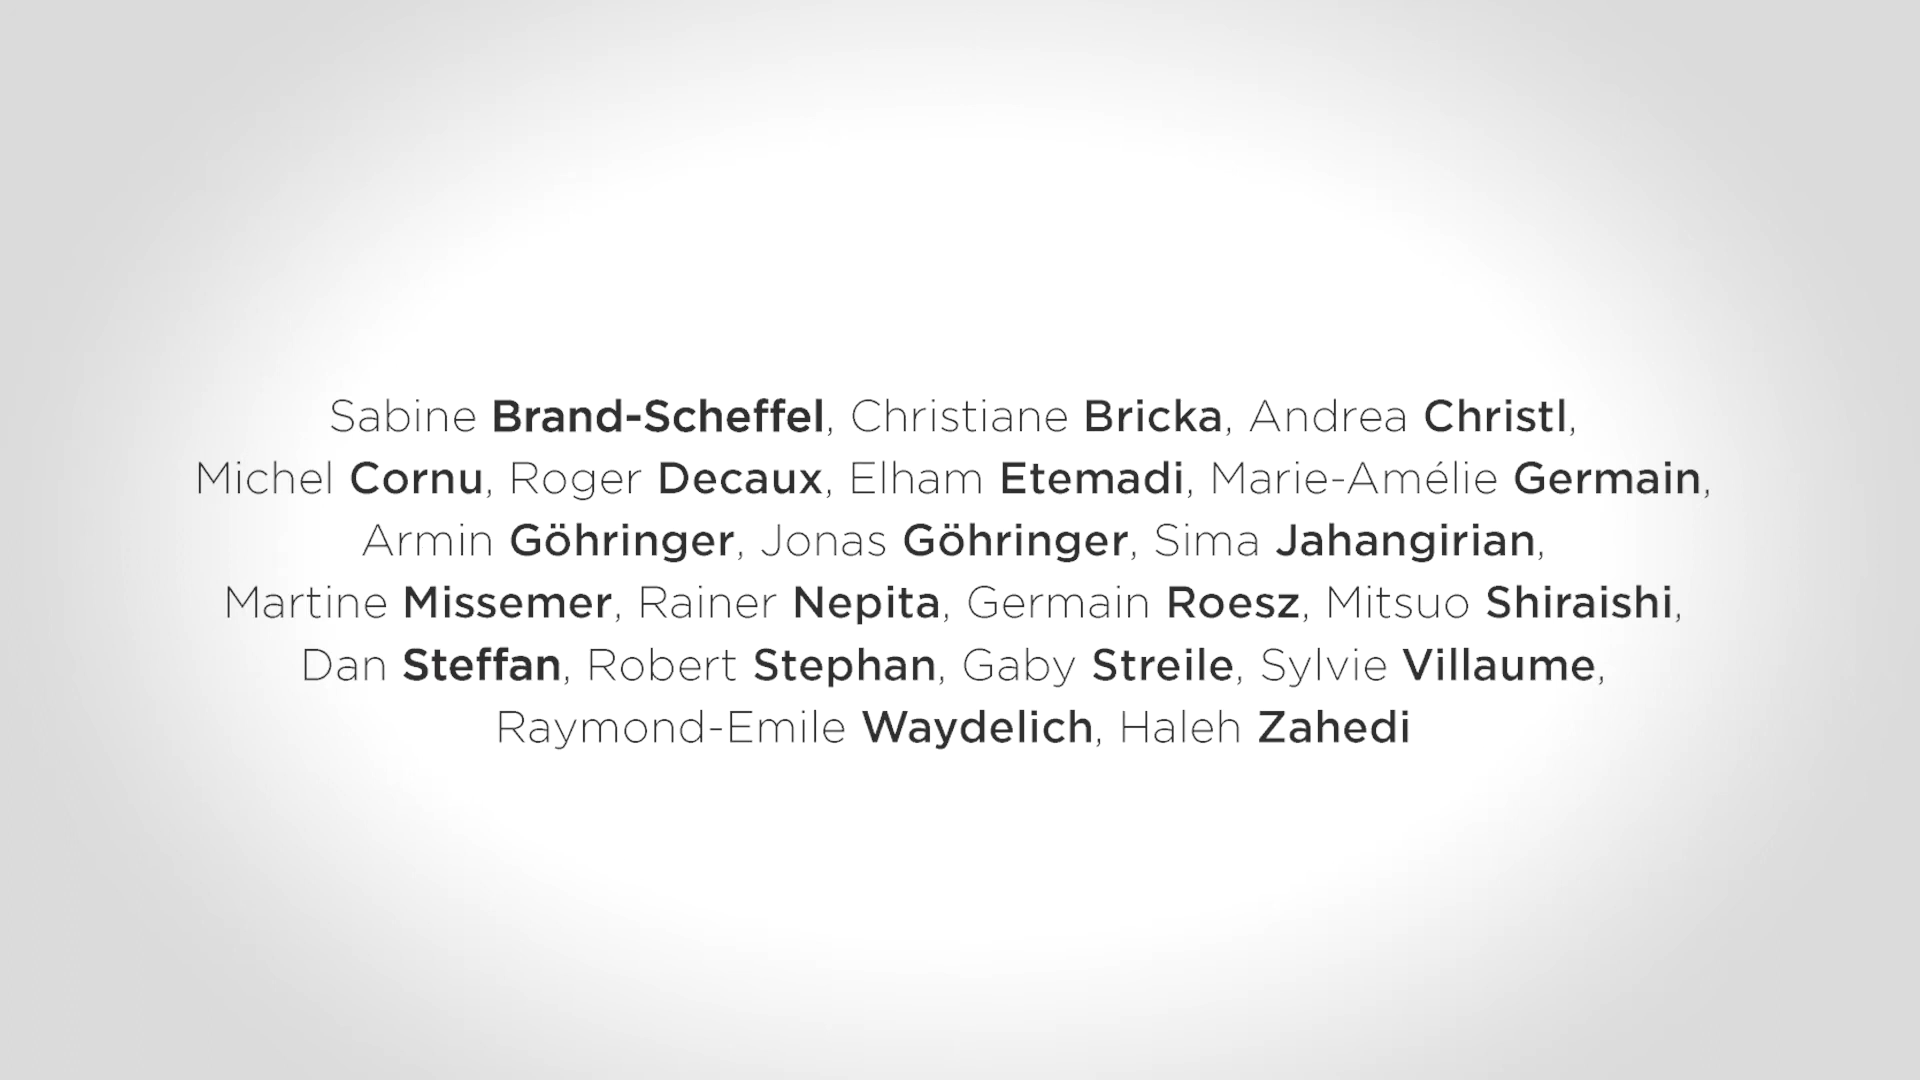 Sabine Brand-Scheffel, Christiane Bricka, Andrea Christl,
Michel Cornu, Roger Decaux, Elham Etemadi, Marie-Amélie Germain,
Armin Göhringer, Jonas Göhringer, Sima Jahangirian,
Martine Missemer, Rainer Nepita, Germain Roesz, Mitsuo Shiraishi,
Dan Steffan, Robert Stephan, Gaby Streile, Sylvie Villaume,
Raymond-Emile Waydelich, Haleh Zahedi